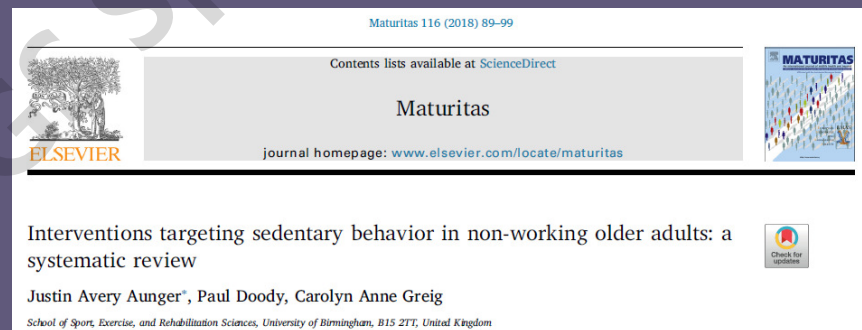 Maturitas 116 (2018) 89–99
Contents lists available at ScienceDirect
Maturitas
journal homepage: www.elsevier.com/locate/maturitas
ELSEVIER
MATURITAS
Interventions targeting sedentary behavior in non-working older adults: a
systematic review
Check for
updates
Justin Avery Aunger*, Paul Doody, Carolyn Anne Greig
School of Sport, Exercise, and Rehabilitation Sciences, University of Birmingham, B15 2TT, United Kingdom